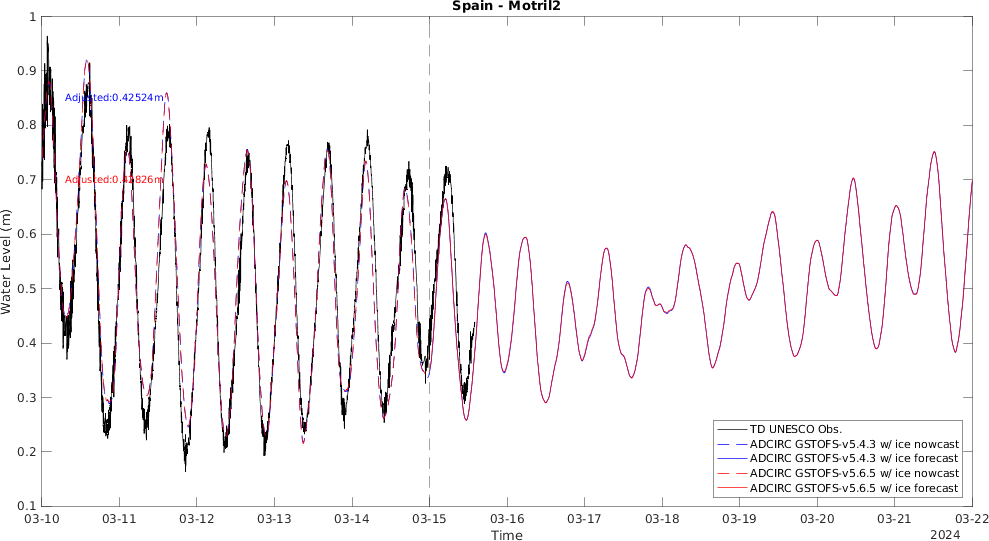 Spain - Motril2
Water Level (m)
1
0.9
0.8
0.7
0.6
0.5
0.4
0.3
0.2
0.1
Adjusted:0.42524m
Adjusted:0.42826m
TD UNESCO Obs.
ADCIRC GSTOFS-v5.4.3 w/ ice nowcast
ADCIRC GSTOFS-v5.4.3 w/ ice forecast
ADCIRC GSTOFS-v5.6.5 w/ ice nowcast
ADCIRC GSTOFS-v5.6.5 w/ ice forecast
03-10 03-11 03-12 03-13 03-14 03-15 03-16 03-17 03-18 03-19 03-20 03-21 03-22
Time
2024